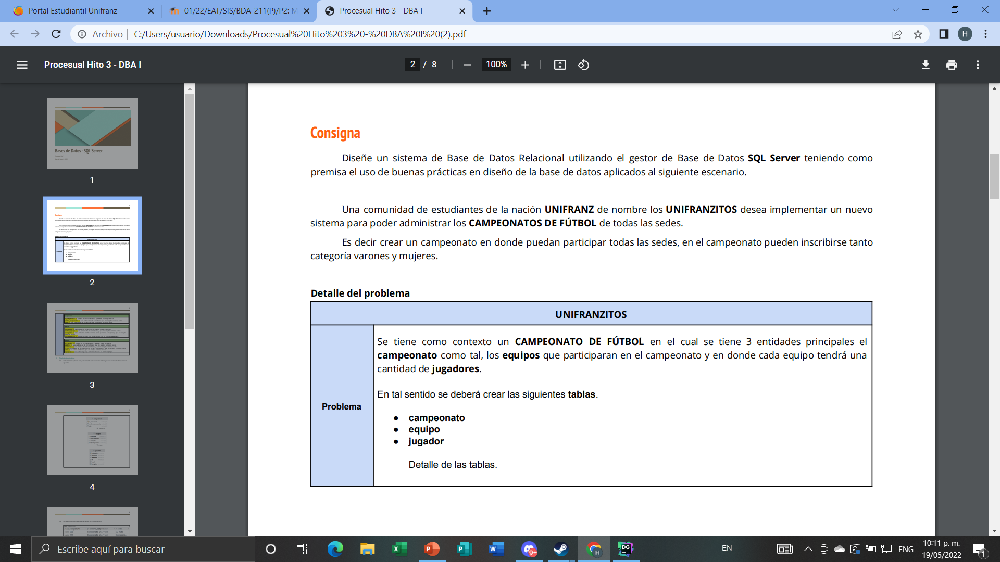 Portal Estudiantil Unifranz
01/22/EAT/SIS/BDA-211(P)/P2: M
Procesual Hito 3 - DBA I
Archivo
C:/Users/usuario/Downloads/Procesual%20Hito%203%20-%20DBA%20I%20(2).pdf
H
Procesual Hito 3 - DBA I
2 / 8
100%
Bases de Datos - SQL Server
1
2
3
4
Consigna
Diseñe un sistema de Base de Datos Relacional utilizando el gestor de Base de Datos SQL Server teniendo como
premisa el uso de buenas prácticas en diseño de la base de datos aplicados al siguiente escenario.
Una comunidad de estudiantes de la nación UNIFRANZ de nombre los UNIFRANZITOS desea implementar un nuevo
sistema para poder administrar los CAMPEONATOS DE FÚTBOL de todas las sedes.
Es decir crear un campeonato en donde puedan participar todas las sedes, en el campeonato pueden inscribirse tanto
categoría varones y mujeres.
Detalle del problema
UNIFRANZITOS
Problema
Se tiene como contexto un CAMPEONATO DE FÚTBOL en el cual se tiene 3 entidades principales el
campeonato como tal, los equipos que participaran en el campeonato y en donde cada equipo tendrá una
cantidad de jugadores.
En tal sentido se deberá crear las siguientes tablas.
● campeonato
● equipo
● jugador
Detalle de las tablas.
Escribe aquí para buscar
9+
H
DG
EN
ENG
10:11 p. m.
19/05/2022
1